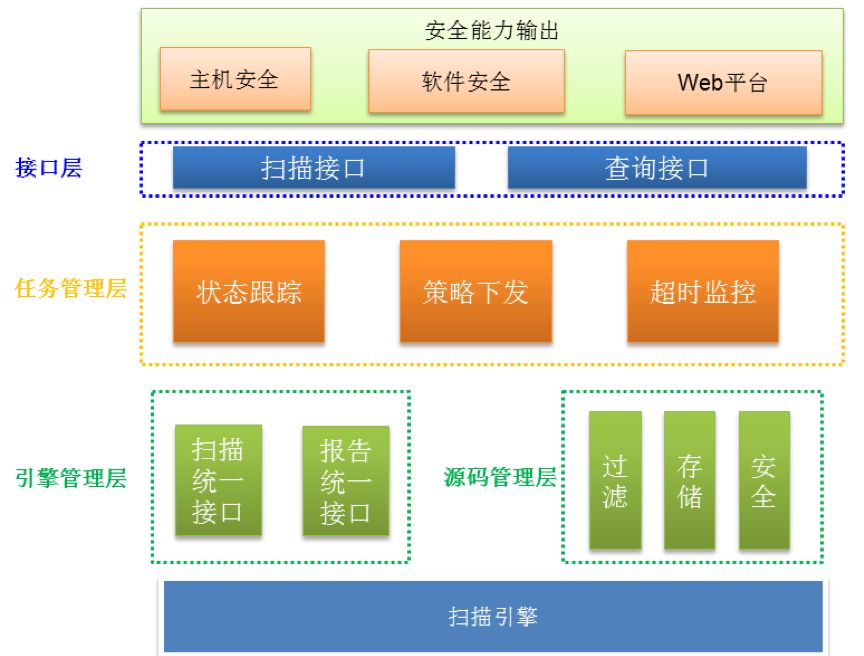 安全能力输出
主机安全
软件安全
Web平台
接口层
扫描接口
查询接口
任务管理层
状态跟踪
策略下发
超时监控
引擎管理层
扫描
统一
接口
报告
统一
接口
源码管理层
过
滤
存
储
安
全
扫描引擎